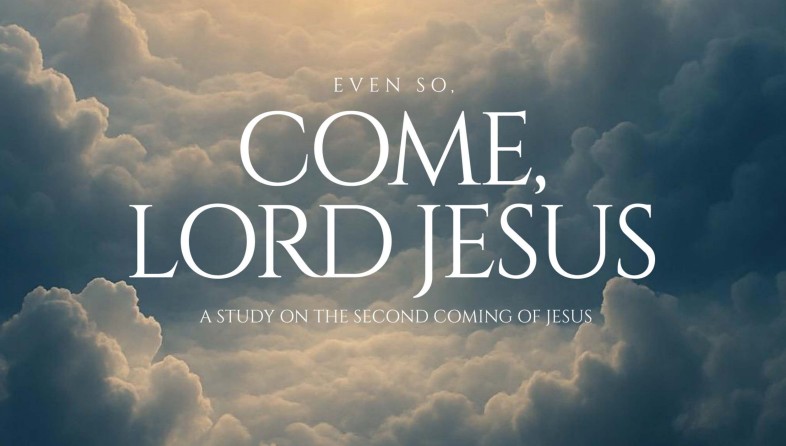 EVEN SO,
COME,
LORD JESUS
A STUDY ON THE SECOND COMING OF JESUS